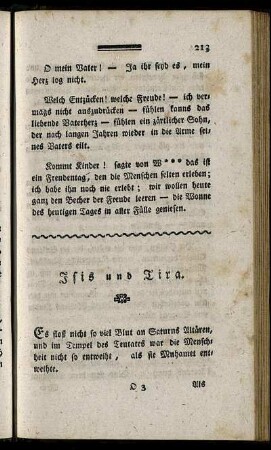 213
O mein Vater! — Ja ihr seyd es, mein
Herz log nicht.
Welch Entzücken! welche Freude! — ich ver-
mags nicht auszudrücken — fühlen kanns das
liebende Vaterherz — fühlen ein zärtlicher Sohn,
der nach langen Jahren wieder in die Arme sei-
nes Vaters eilt.
Kommt Kinder! sagte von W*** das ist
ein Freudentag, den die Menschen selten erleben;
ich habe ihn noch nie erlebt; wir wollen heute
ganz den Becher der Freude leeren — die Wonne
des heutigen Tages in aller Fülle geniesen.
Isis und Tira.
Es floß nicht so viel Blut an Saturns Altären,
und im Tempel des Teutates war die Mensch-
heit nicht so entweiht, als sie Muhamet ent-
weihte.
O 3 Als